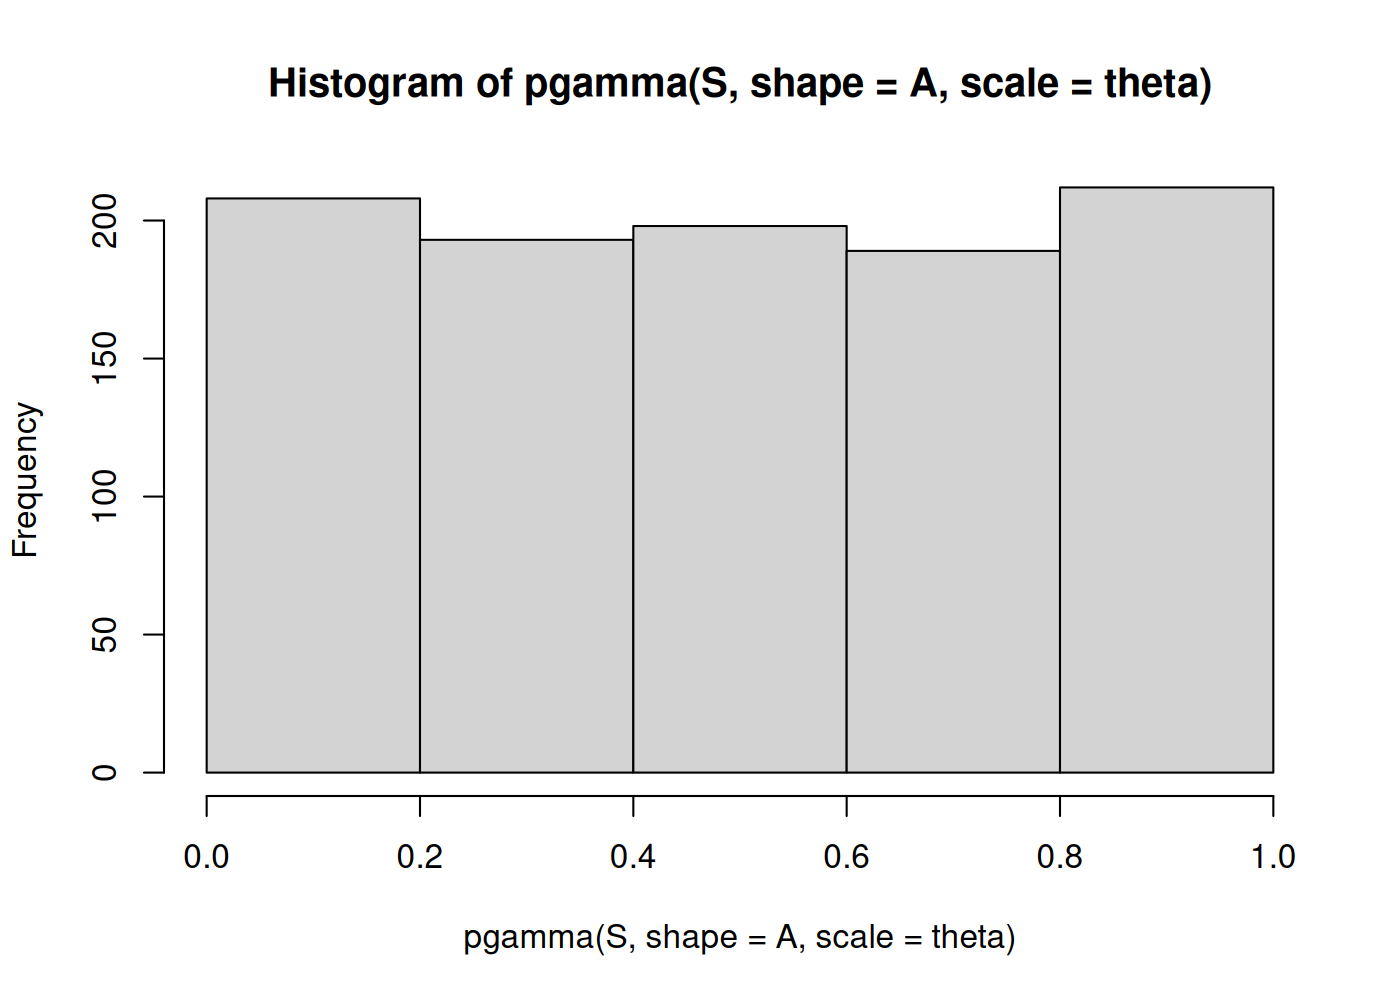 Histogram of pgamma(S, shape = A, scale = theta)
Frequency
200
150
100
50
0
0.0 0.2 0.4 0.6 0.8 1.0
pgamma(S, shape = A, scale = theta)